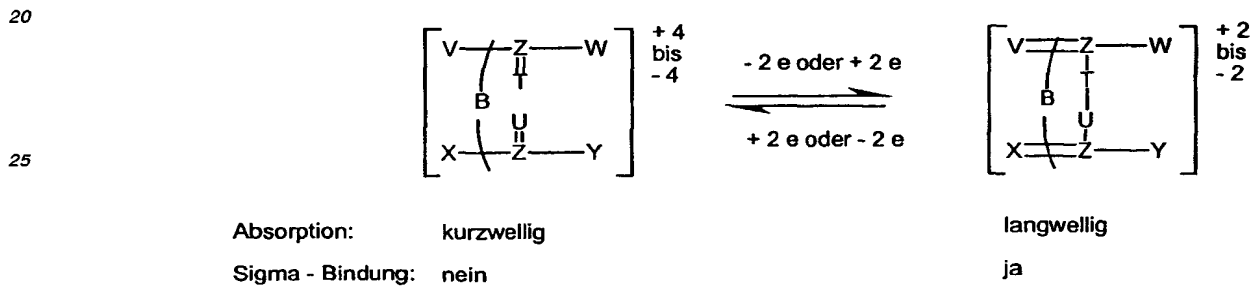 20
+ 4
bis
- 4
+ 2
bis
- 2
V Z W
T
B
U
X Z Y
- 2 e oder + 2 e
+ 2 e oder - 2 e
V Z W
T
B
U
X Z Y
25
Absorption: kurzwellig langwellig
Sigma - Bindung: nein ja